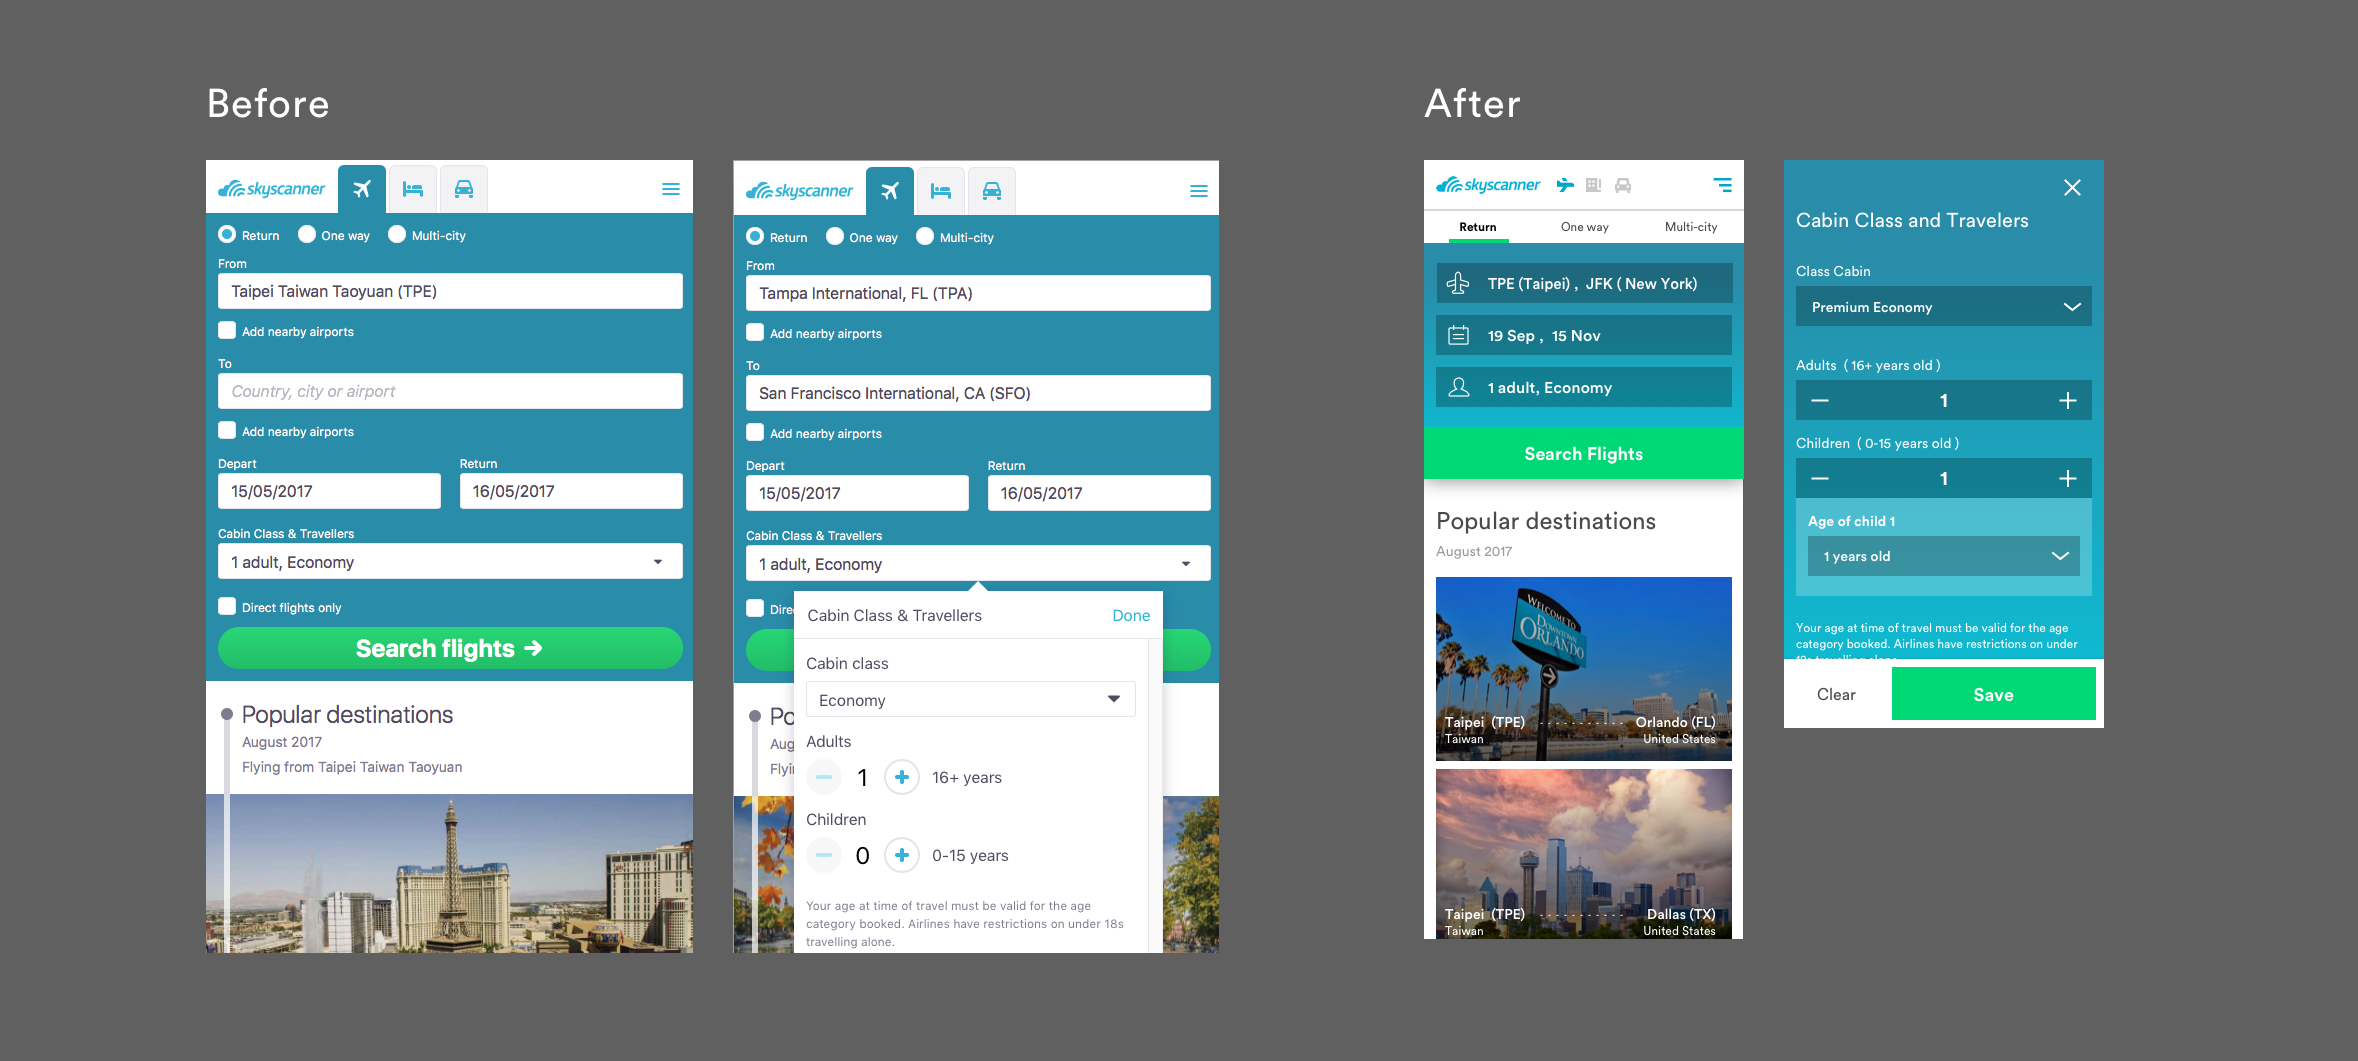 Before
skyscanner
Return One way Multi-city
From
Taipei Taiwan Taoyuan (TPE)
Add nearby airports
To
Country, city or airport
Add nearby airports
Depart Return
15/05/2017 16/05/2017
Cabin Class & Travellers
1 adult, Economy
Direct flights only
Search flights →
Popular destinations
August 2017
Flying from Taipei Taiwan Taoyuan
skyscanner
Return One way Multi-city
From
Tampa International, FL (TPA)
Add nearby airports
To
San Francisco International, CA (SFO)
Add nearby airports
Depart Return
15/05/2017 16/05/2017
Cabin Class & Travellers
1 adult, Economy
Dire
Cabin Class & Travellers Done
Cabin class
Economy
Adults
1 16+ years
Children
0 0-15 years
Your age at time of travel must be valid for the age
category booked. Airlines have restrictions on under 18s
travelling alone.
Po
Aug
Flyi
After
skyscanner
Return One way Multi-city
TPE (Taipei) , JFK ( New York)
19 Sep , 15 Nov
1 adult, Economy
Search Flights
Popular destinations
August 2017
WELCOME TO
DOWNTOWN
ORLANDO
Taipei (TPE) - - - - - - - - - - - Orlando (FL)
Taiwan United States
Taipei (TPE) - - - - - - - - - - - Dallas (TX)
Taiwan United States
Cabin Class and Travelers
Class Cabin
Premium Economy
Adults ( 16+ years old )
1
Children ( 0-15 years old )
1
Age of child 1
1 years old
Your age at time of travel must be valid for the age
category booked. Airlines have restrictions on under
18s travelling alone
Clear Save